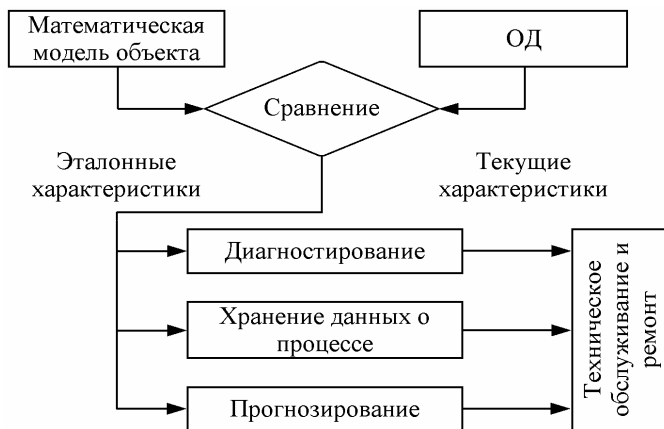 Математическая
модель объекта
ОД
Сравнение
Эталонные
характеристики
Текущие
характеристики
Диагностирование
Хранение данных о
процессе
Прогнозирование
Техническое
обслуживание и
ремонт